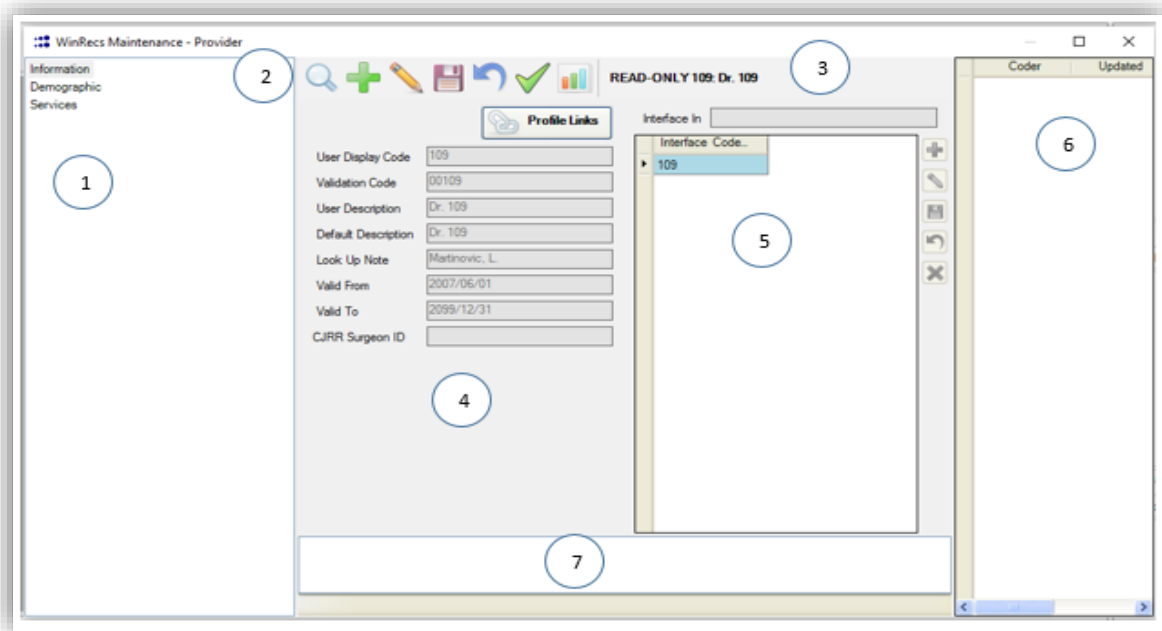 WinRecs Maintenance - Provider
Information
Demographic
Services
1
2
READ-ONLY 109: Dr. 109
3
Profile Links
User Display Code 109
Validation Code 00109
User Description Dr. 109
Default Description Dr. 109
Look Up Note Martinovic, L.
Valid From 2007/06/01
Valid To 2099/12/31
CJRR Surgeon ID
4
Interface In
Interface Code...
109
5
Coder Updated
6
7